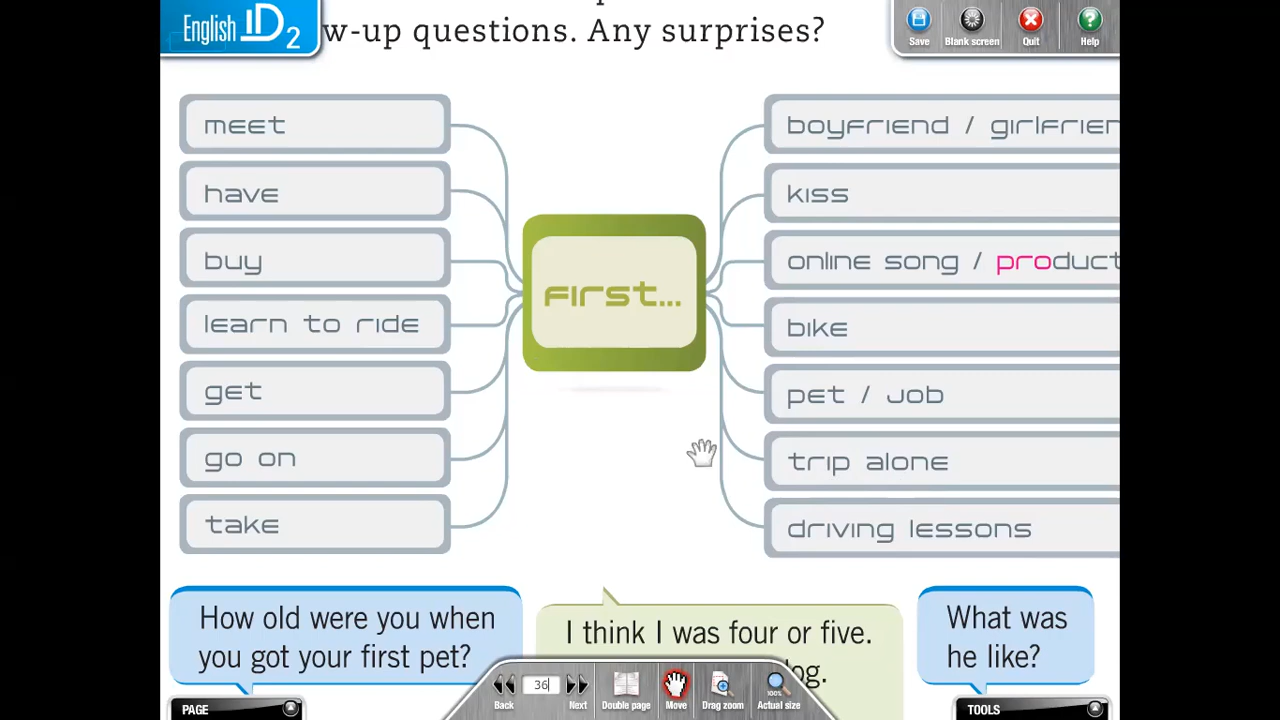 English ID 2
w-up questions. Any surprises?
Save
Blank screen
Quit
Help
meet
have
buy
learn to ride
get
go on
take
First...
boyfriend / girlfrien
kiss
online song / product
bike
pet / job
trip alone
driving lessons
How old were you when
you got your first pet?
I think I was four or five.
og.
What was
he like?
PAGE
Back
36
Next
Double page
Move
Drag zoom
100%
Actual size
TOOLS